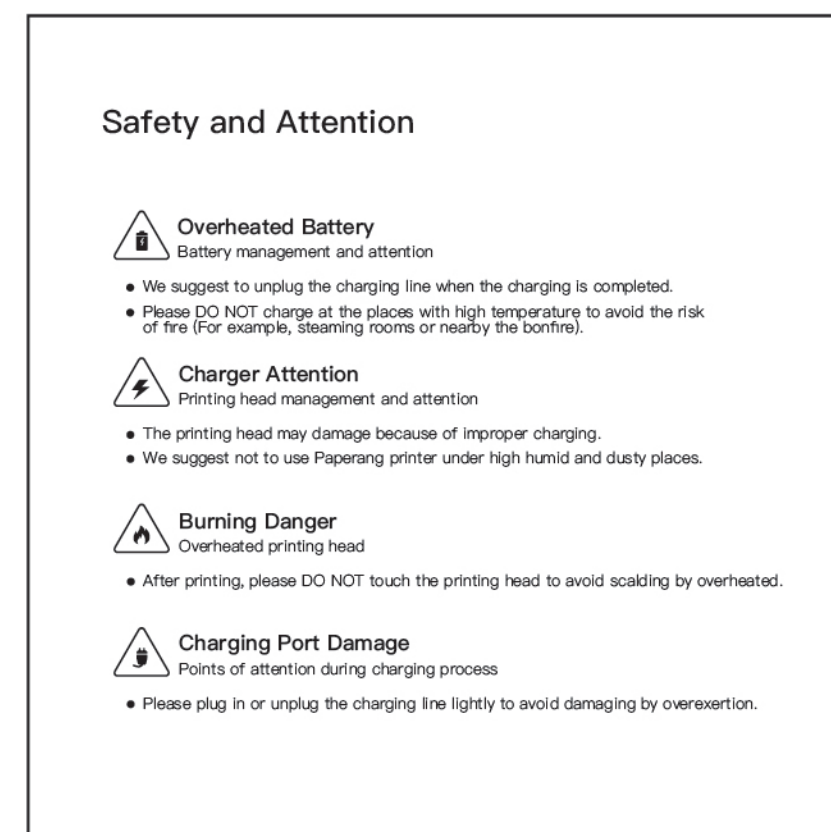 Safety and Attention
Overheated Battery
Battery management and attention
● We suggest to unplug the charging line when the charging is completed.
● Please DO NOT charge at the places with high temperature to avoid the risk
of fire (For example, steaming rooms or nearby the bonfire).
Charger Attention
Printing head management and attention
● The printing head may damage because of improper charging.
● We suggest not to use Paperang printer under high humid and dusty places.
Burning Danger
Overheated printing head
● After printing, please DO NOT touch the printing head to avoid scalding by overheated.
Charging Port Damage
Points of attention during charging process
● Please plug in or unplug the charging line lightly to avoid damaging by overexertion.